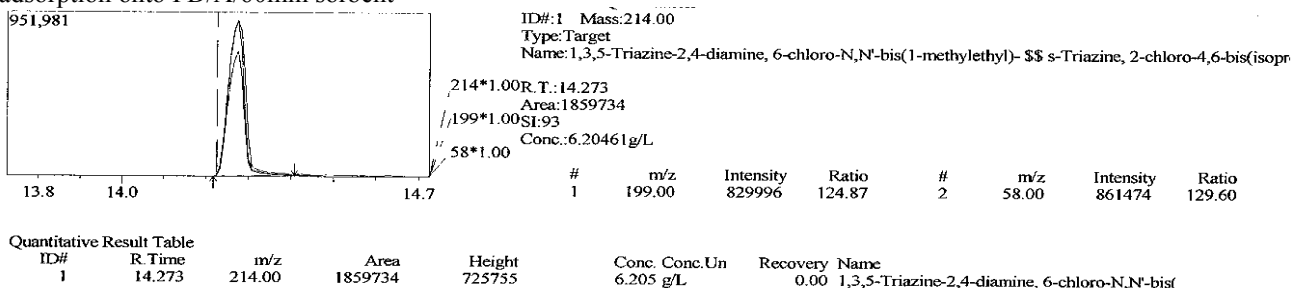 951,981
ID#:1 Mass:214.00
Type:Target
Name:1,3,5-Triazine-2,4-diamine, 6-chloro-N,N'-bis(1-methylethyl)- $$ s-Triazine, 2-chloro-4,6-bis(isopr
214*1.00 R.T.:14.273
Area:1859734
199*1.00 SI:93
Conc.:6.20461g/L
58*1.00
# m/z Intensity Ratio # m/z Intensity Ratio
1 199.00 829996 124.87 2 58.00 861474 129.60
13.8 14.0 14.7
Quantitative Result Table
ID# R.Time m/z Area Height Conc. Conc.Un Recovery Name
1 14.273 214.00 1859734 725755 6.205 g/L 0.00 1,3,5-Triazine-2,4-diamine, 6-chloro-N,N'-bis(